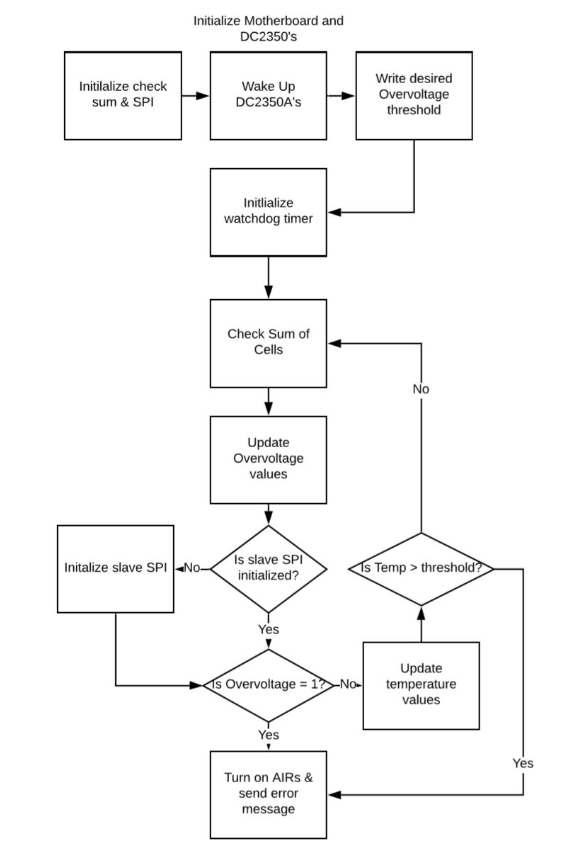 Initialize Motherboard and
DC2350's
Initilalize check
sum & SPI
Wake Up
DC2350A's
Write desired
Overvoltage
threshold
Initlialize
watchdog timer
Check Sum of
Cells
No
Update
Overvoltage
values
Initalize slave SPI
No
Is slave SPI
initialized?
Is Temp > threshold?
Yes
Is Overvoltage = 1?
No
Update
temperature
values
Yes
Yes
Turn on AIRs &
send error
message